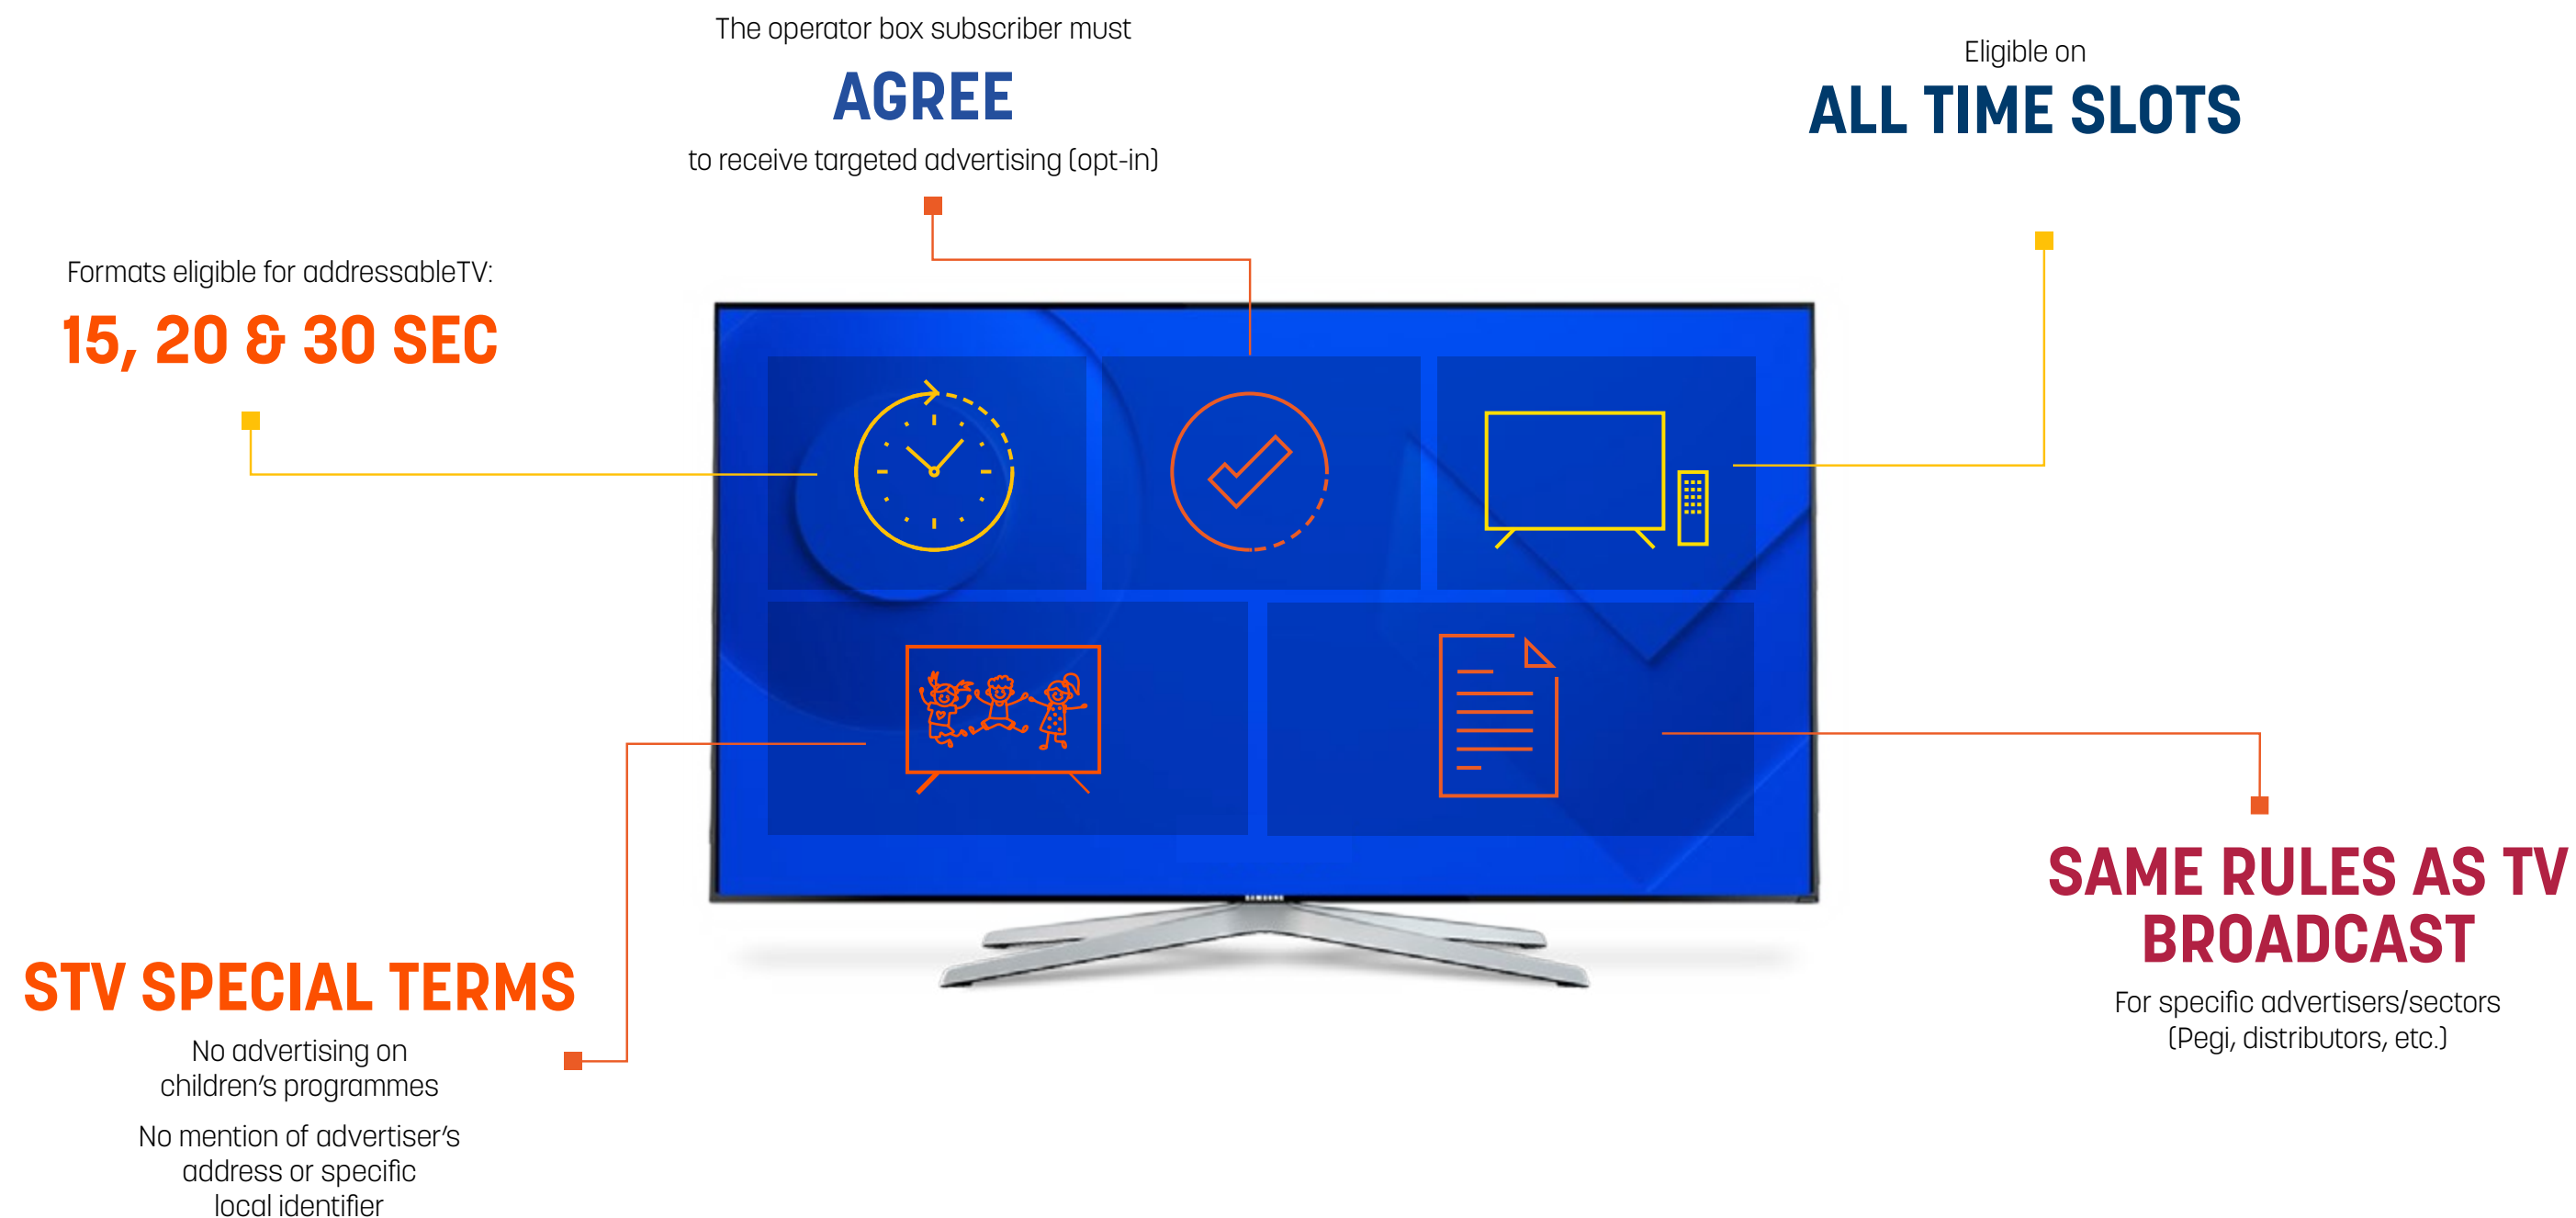 The operator box subscriber must
AGREE
to receive targeted advertising (opt-in)
Eligible on
ALL TIME SLOTS
Formats eligible for addressableTV:
15, 20 & 30 SEC
SAMSUNG
STV SPECIAL TERMS
No advertising on
children’s programmes
No mention of advertiser’s
address or specific
local identifier
SAME RULES AS TV
BROADCAST
For specific advertisers/sectors
(Pegi, distributors, etc.)